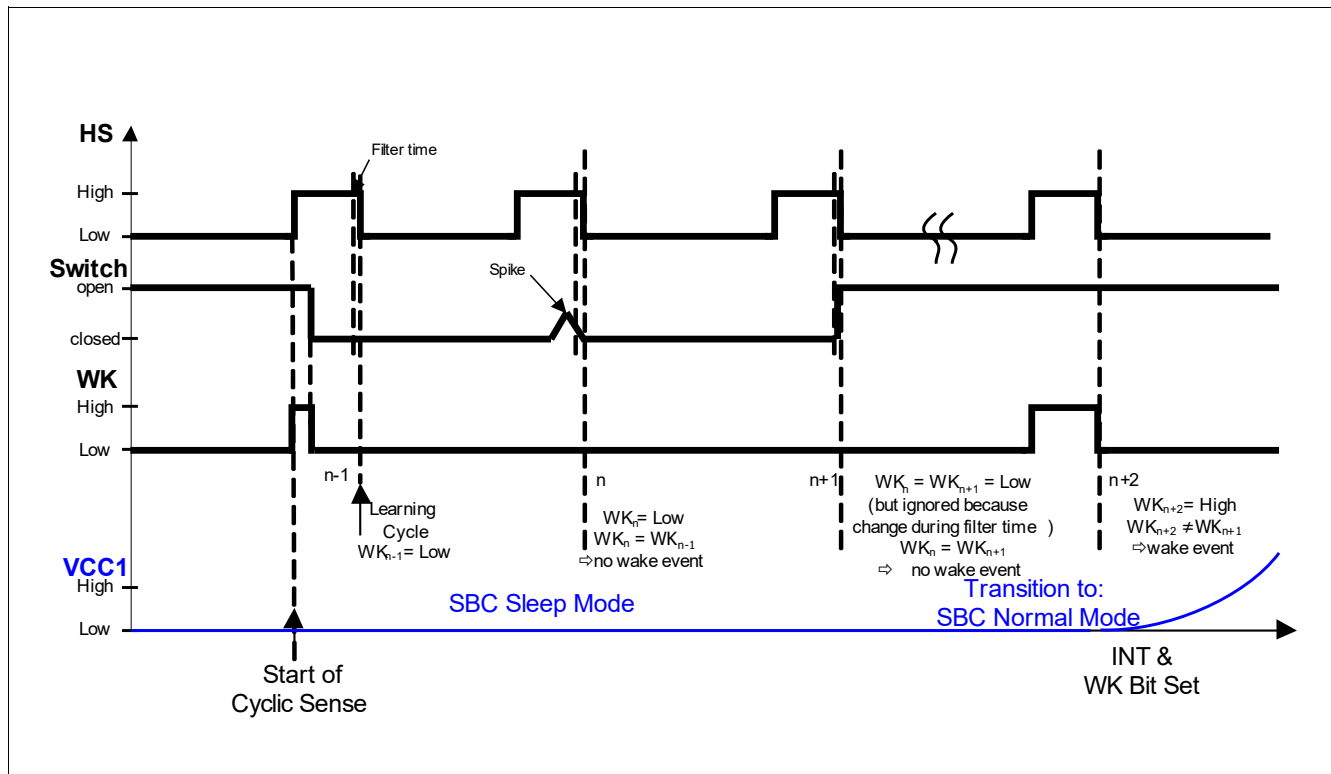 HS
Filter time
High
Low
Switch
open
Spike
closed
WK
High
Low
n-1
n
n+1
n+2
Learning
Cycle
WKn-1= Low
WKn= Low
WKn = WKn-1
⇨no wake event
WKn = WKn+1 = Low
(but ignored because
change during filter time )
WKn = WKn+1
⇨ no wake event
WKn+2= High
WKn+2 ≠WKn+1
⇨wake event
VCC1
High
Low
SBC Sleep Mode
Transition to:
SBC Normal Mode
Start of
Cyclic Sense
INT &
WK Bit Set